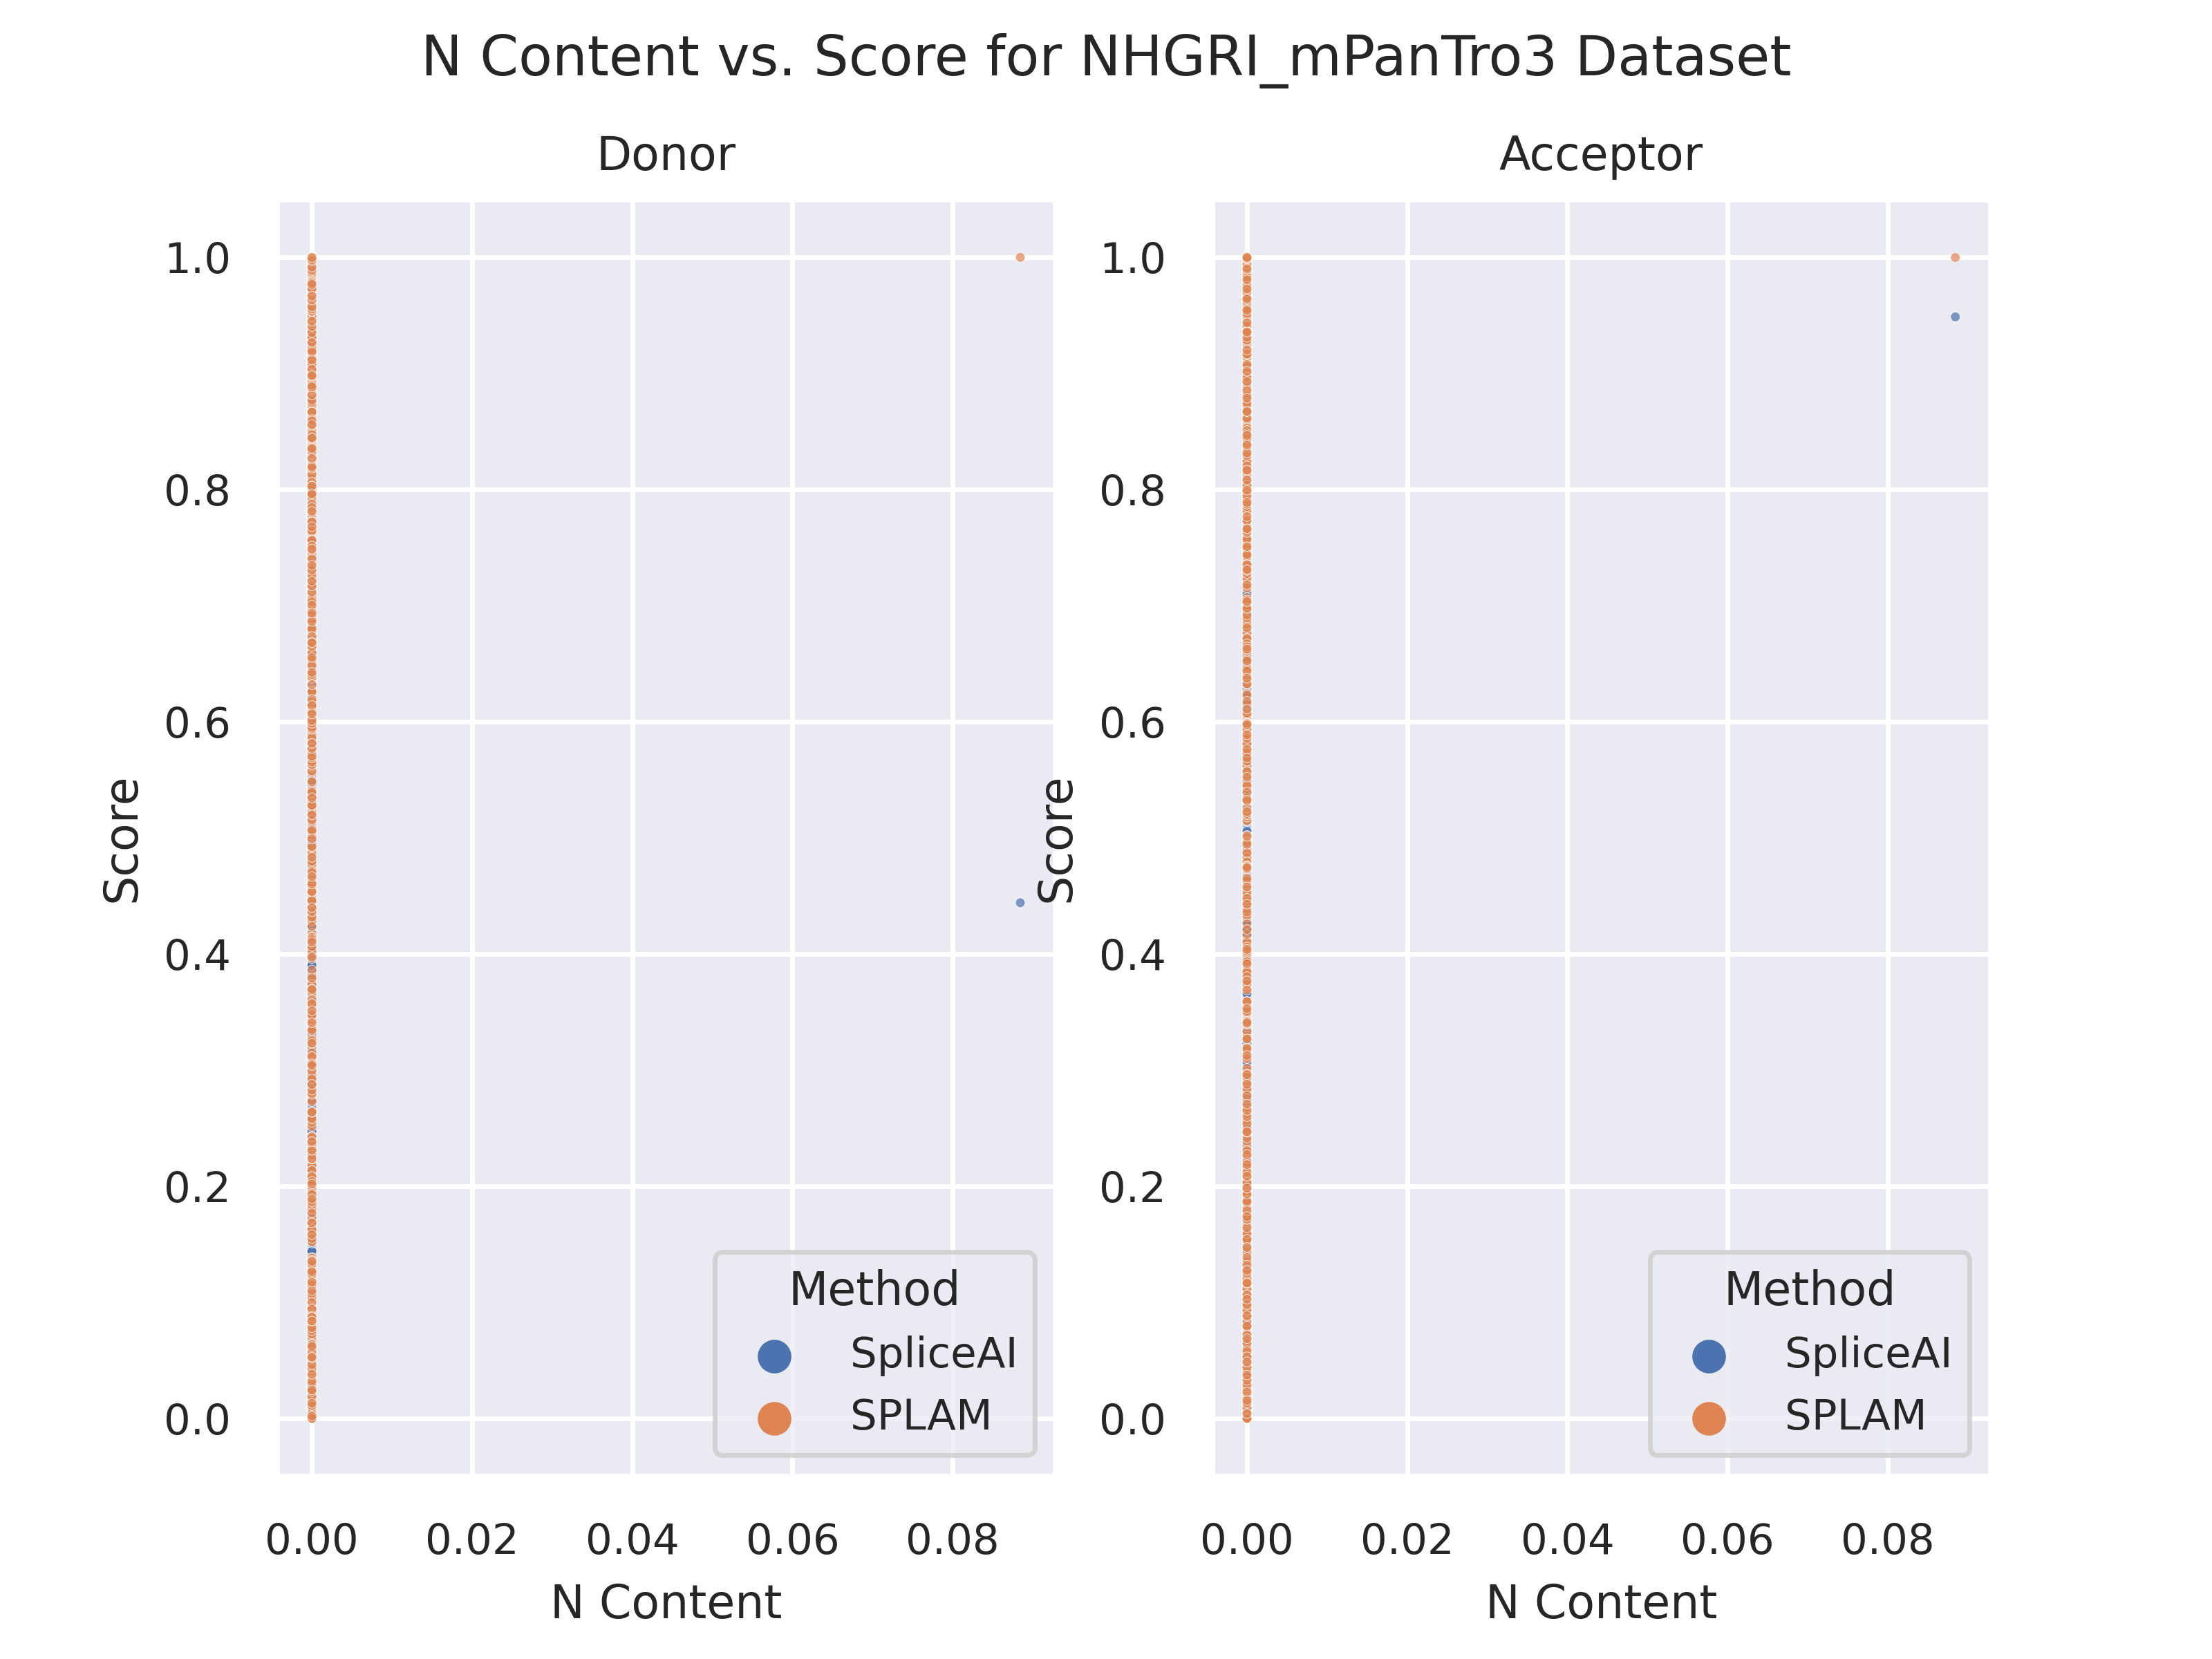 N Content vs. Score for NHGRI_mPanTro3 Dataset
Donor
1.0
0.8
0.6
0.4
0.2
0.0
Score
Method
SpliceAI
SPLAM
0.00 0.02 0.04 0.06 0.08
N Content
Acceptor
1.0
0.8
0.6
0.4
0.2
0.0
Score
Method
SpliceAI
SPLAM
0.00 0.02 0.04 0.06 0.08
N Content